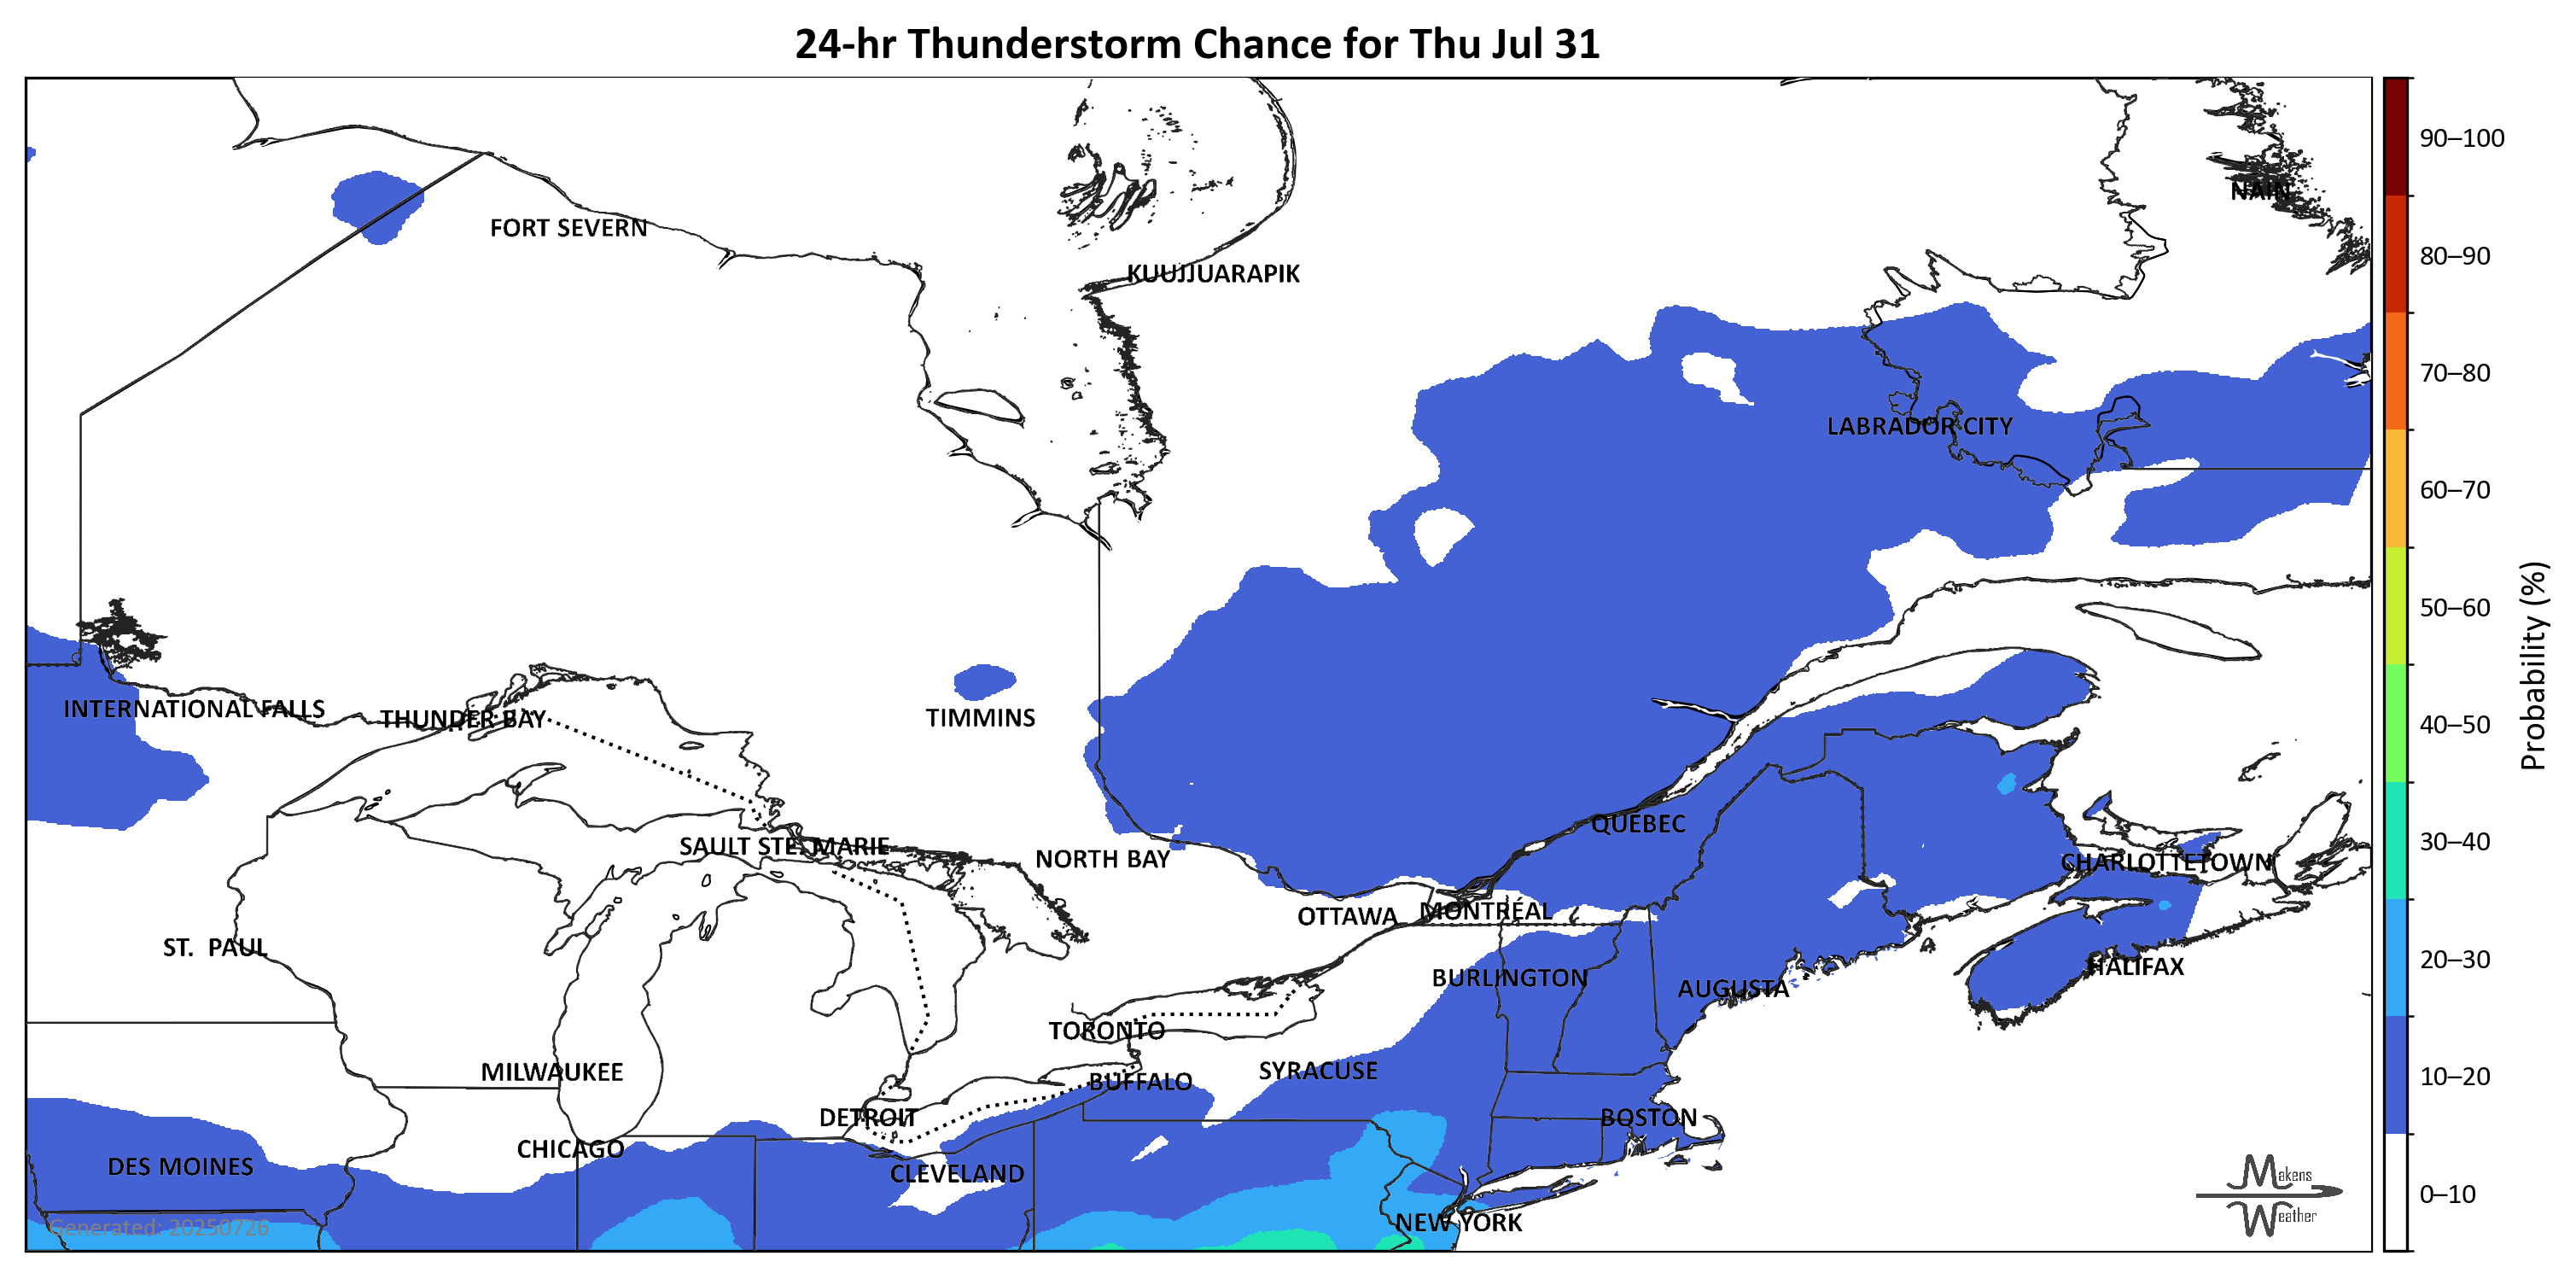 24-hr Thunderstorm Chance for Thu Jul 31
90–100
NAIN
FORT SEVERN
80–90
KUUJJUARAPIK
70–80
LABRADOR CITY
60–70
50–60
Probability (%)
INTERNATIONAL FALLS
THUNDER BAY
TIMMINS
40–50
QUEBEC
30–40
SAULT STE. MARIE
NORTH BAY
CHARLOTTETOWN
OTTAWA
MONTRÉAL
ST. PAUL
20–30
HALIFAX
BURLINGTON
AUGUSTA
TORONTO
MILWAUKEE
SYRACUSE
BUFFALO
10–20
DETROIT
BOSTON
CHICAGO
DES MOINES
CLEVELAND
Makens
Weather
0–10
NEW YORK
Generated: 20250726